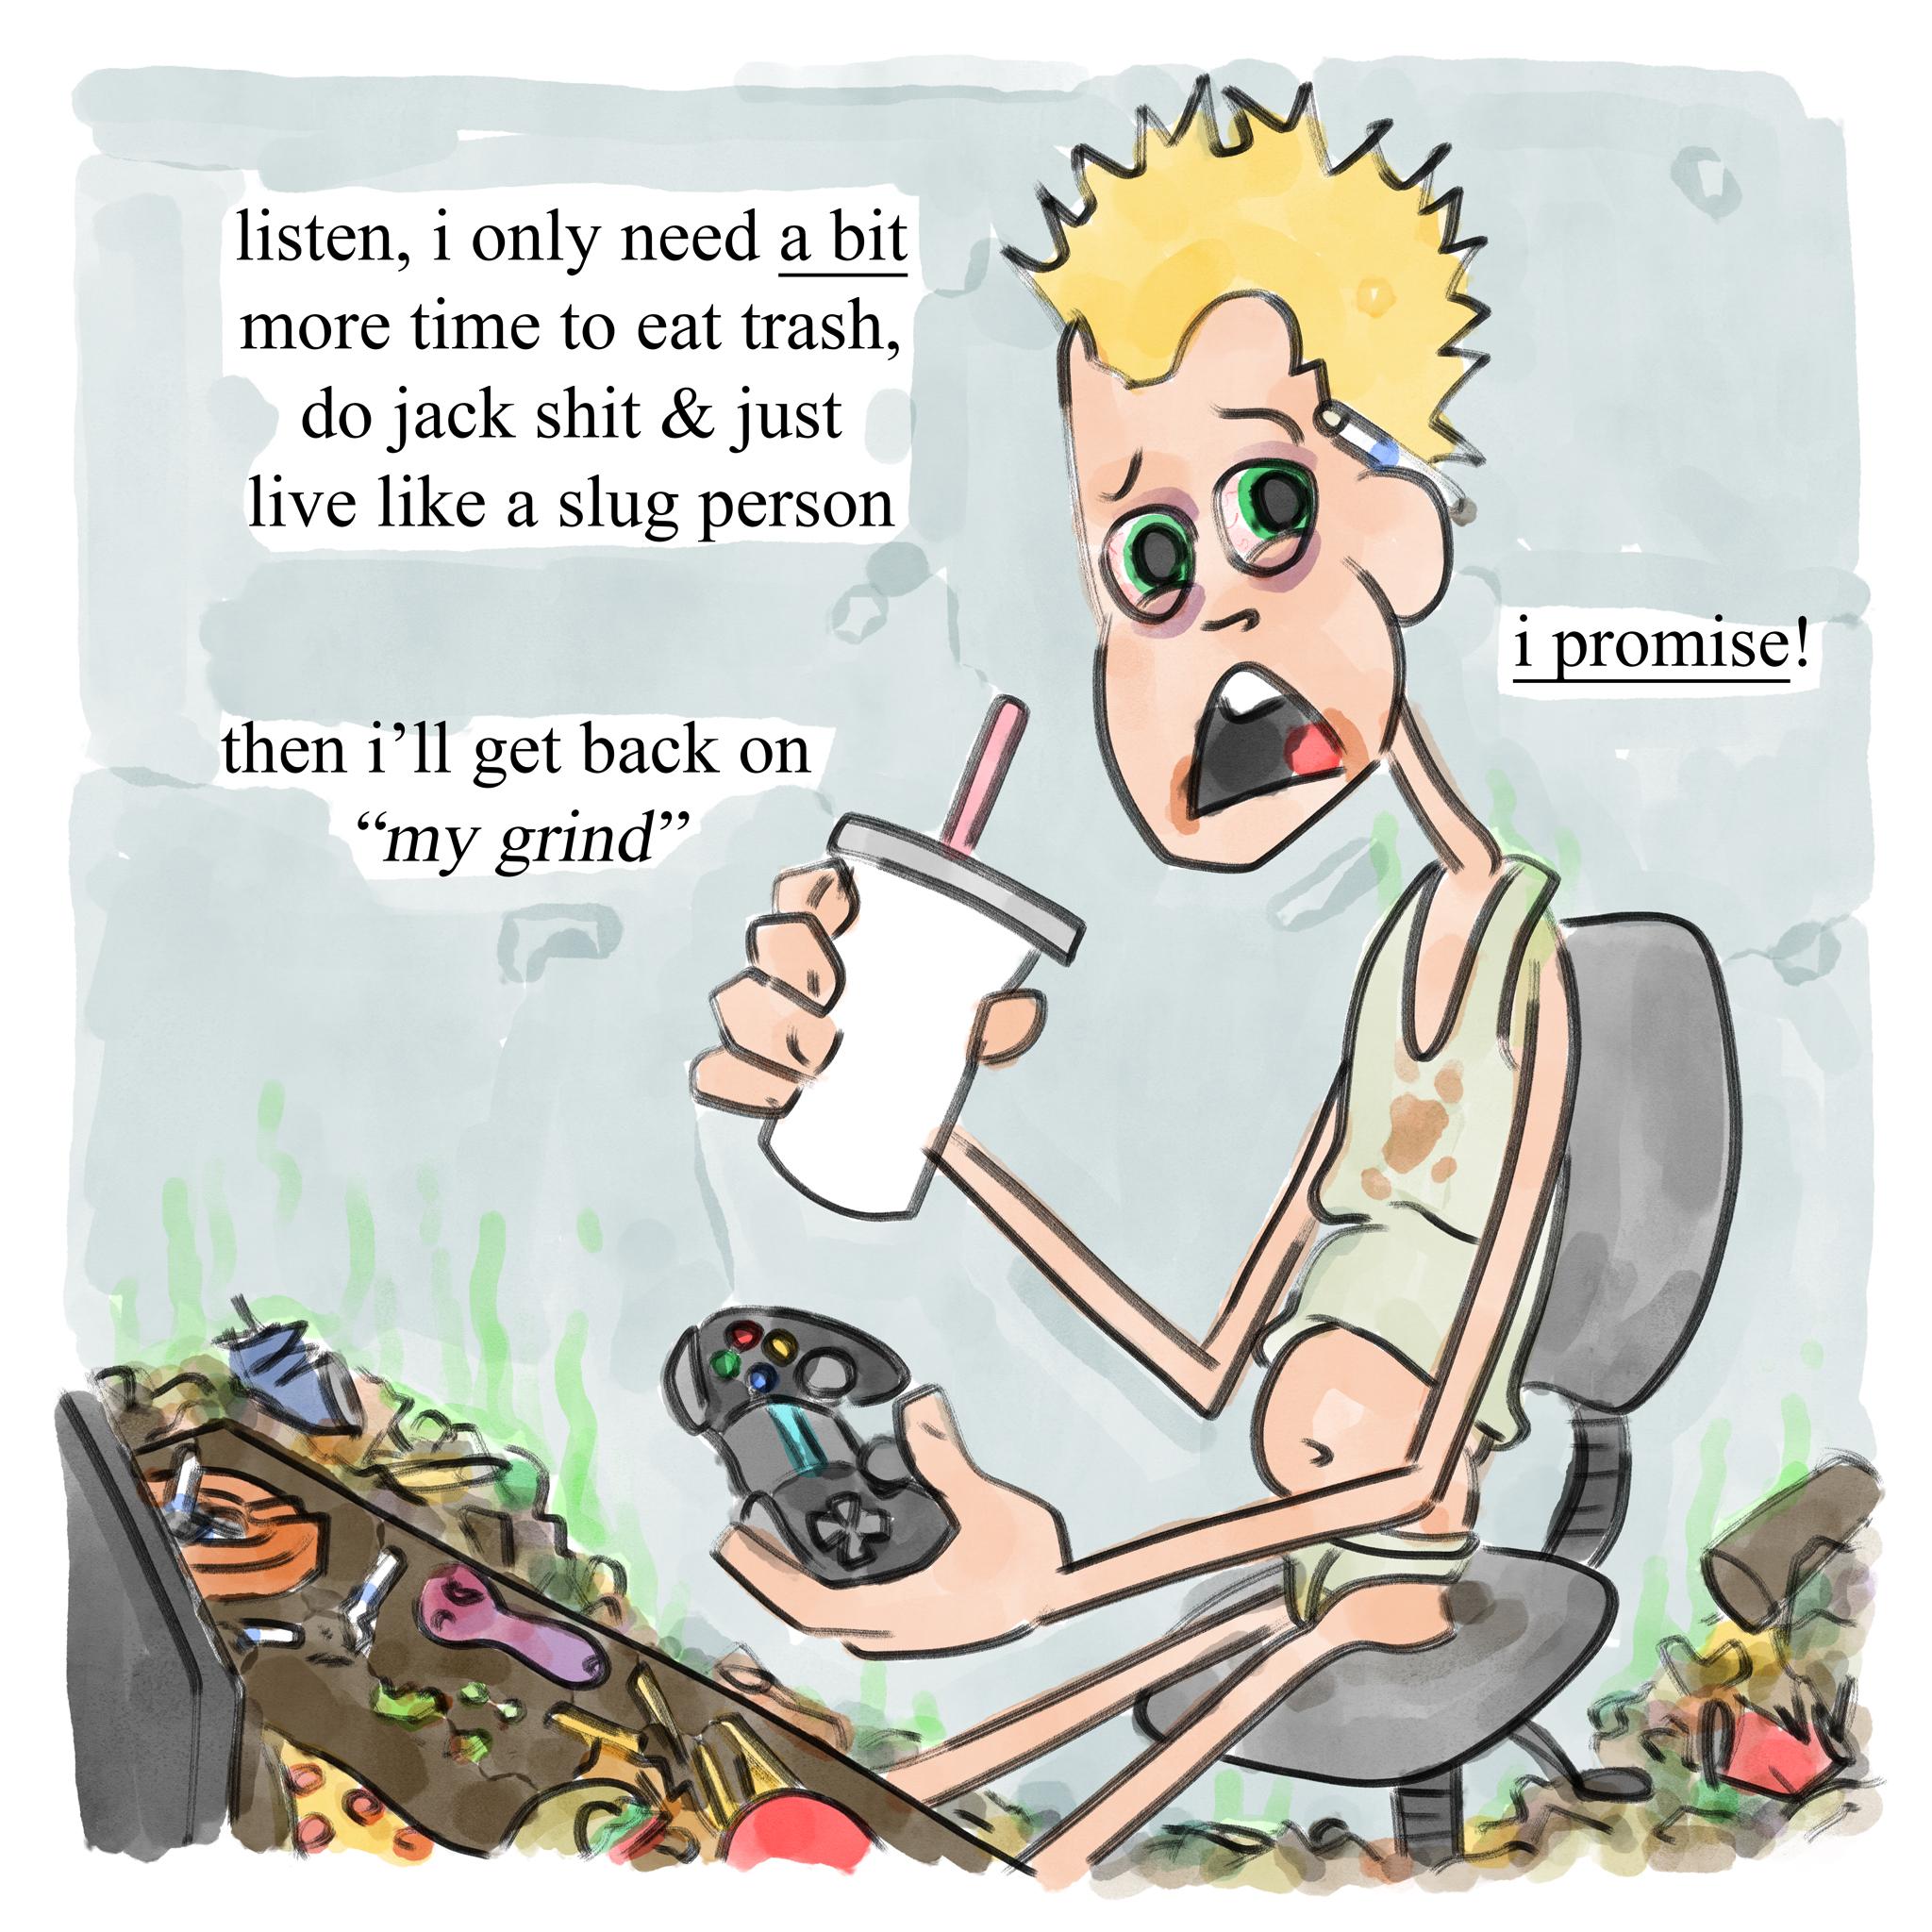 listen, i only need a bit
more time to eat trash,
do jack shit & just
live like a slug person
then i’ll get back on
“my grind”
i promise!